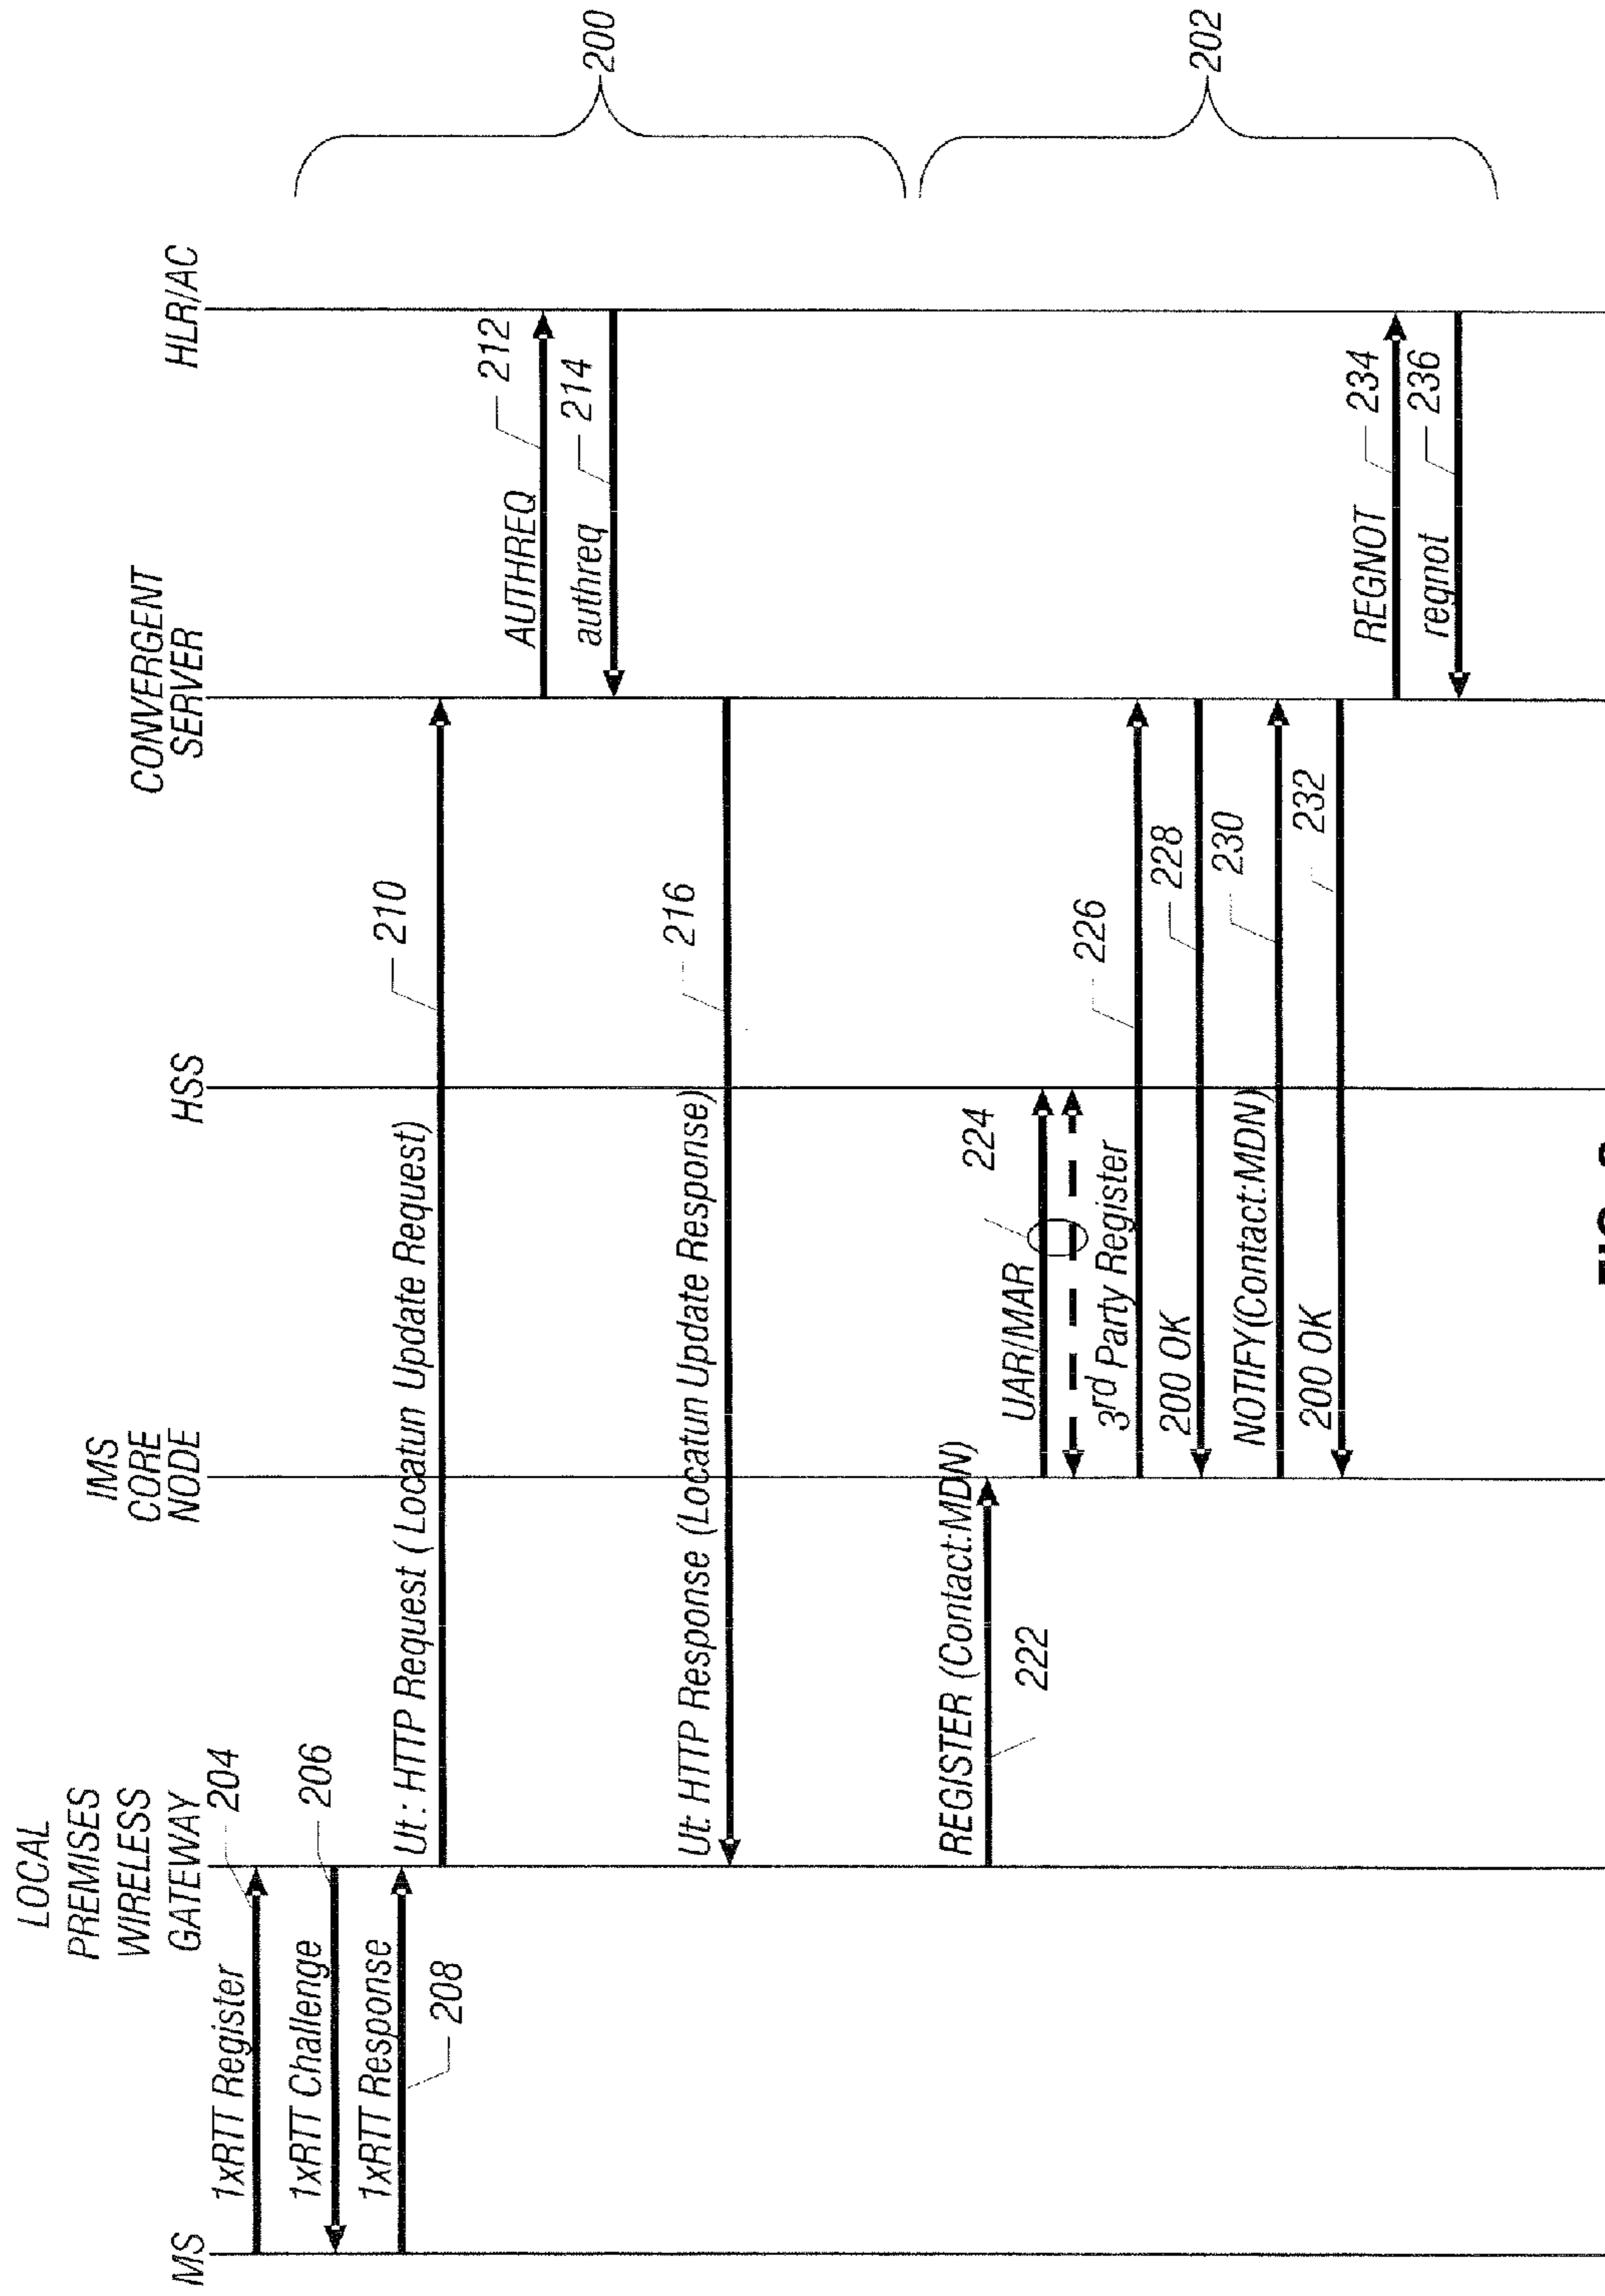 MS
LOCAL
PREMISES
WIRELESS
GATEWAY
IMS
CORE
NODE
HSS
CONVERGENT
SERVER
HLR/AC
1xRTT Register
204
1xRTT Challenge
206
1xRTT Response
208
Ut: HTTP Request ( Locatun Update Request)
210
AUTHREQ
212
authreq
214
Ut: HTTP Response (Locatun Update Response)
216
200
REGISTER (Contact:MDN)
222
UAR/MAR
224
3rd Party Register
226
200 OK
228
NOTIFY(Contact:MDN)
230
200 OK
232
REGNOT
234
regnot
236
202